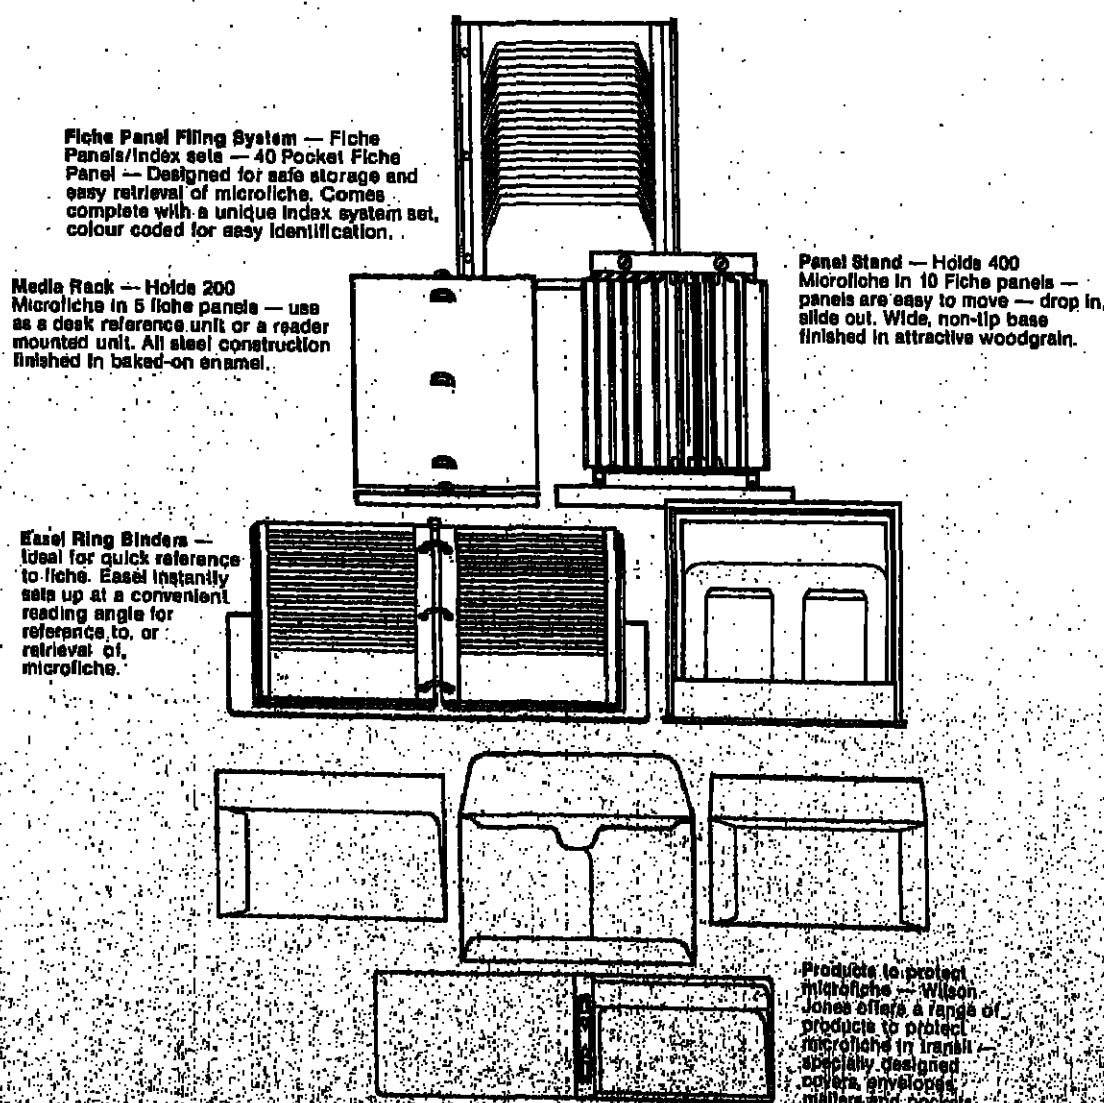 Fiche Panel Filing System — Fiche
Panels/Index sets — 40 Pocket Fiche
Panel — Designed for safe storage and
easy retrieval of microfiche. Comes
complete with a unique index system set,
colour coded for easy identification.
Media Rack — Holds 200
Microfiche in 5 fiche panels — use
as a desk reference unit or a reader
mounted unit. All steel construction
finished in baked-on enamel.
Panel Stand — Holds 400
Microfiche in 10 Fiche panels —
panels are easy to move — drop in,
slide out. Wide, non-tip base
finished in attractive woodgrain.
Easel Ring Binders —
Ideal for quick reference
to fiche. Easel instantly
sets up at a convenient
reading angle for
reference to, or
retrieval of,
microfiche.
Products to protect
microfiche — Wilson
Jones offers a range of
products to protect
microfiche in transit —
specially designed
covers, envelopes,
mailers and